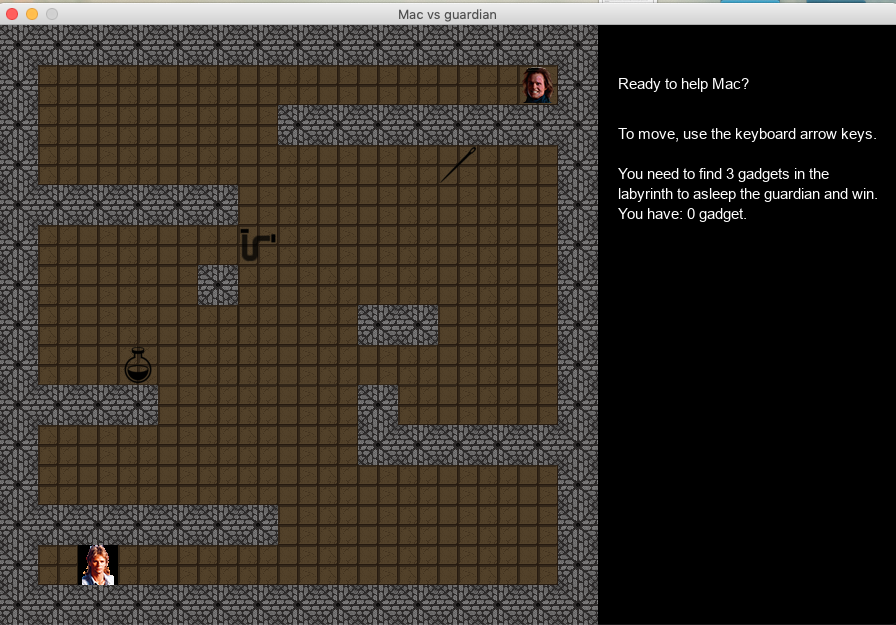 Mac vs guardian
Ready to help Mac?
To move, use the keyboard arrow keys.
You need to find 3 gadgets in the
labyrinth to asleep the guardian and win.
You have: 0 gadget.